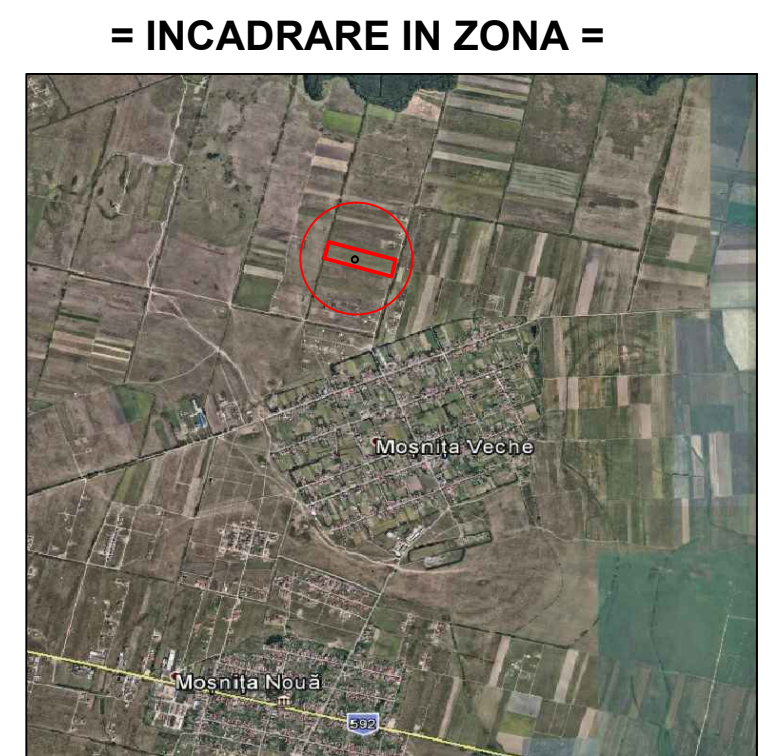 = INCADRARE IN ZONA =
Moșnița Veche
Moșnița Nouă
592